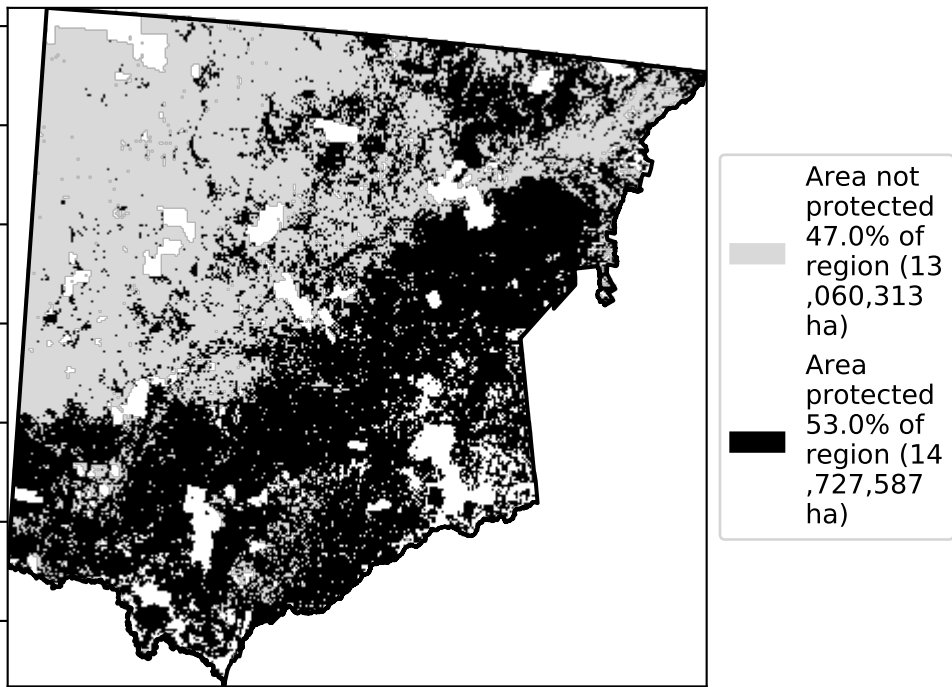 Area not
protected
47.0% of
region (13
,060,313
ha)
Area
protected
53.0% of
region (14
,727,587
ha)